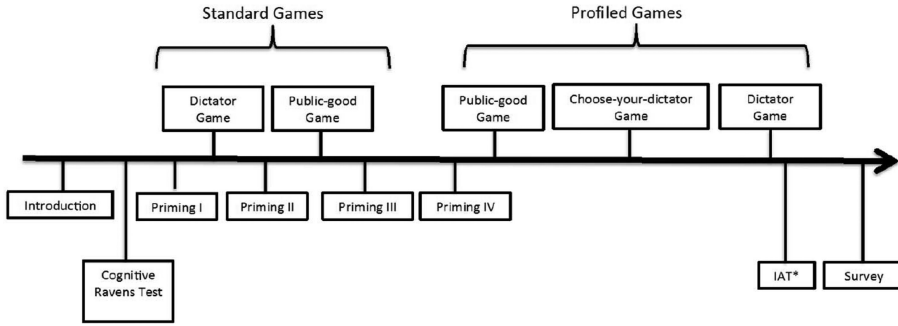 Standard Games
Profiled Games
Dictator
Game
Public-good
Game
Public-good
Game
Choose-your-dictator
Game
Dictator
Game
Introduction
Priming I
Priming II
Priming III
Priming IV
Cognitive
Ravens Test
IAT*
Survey